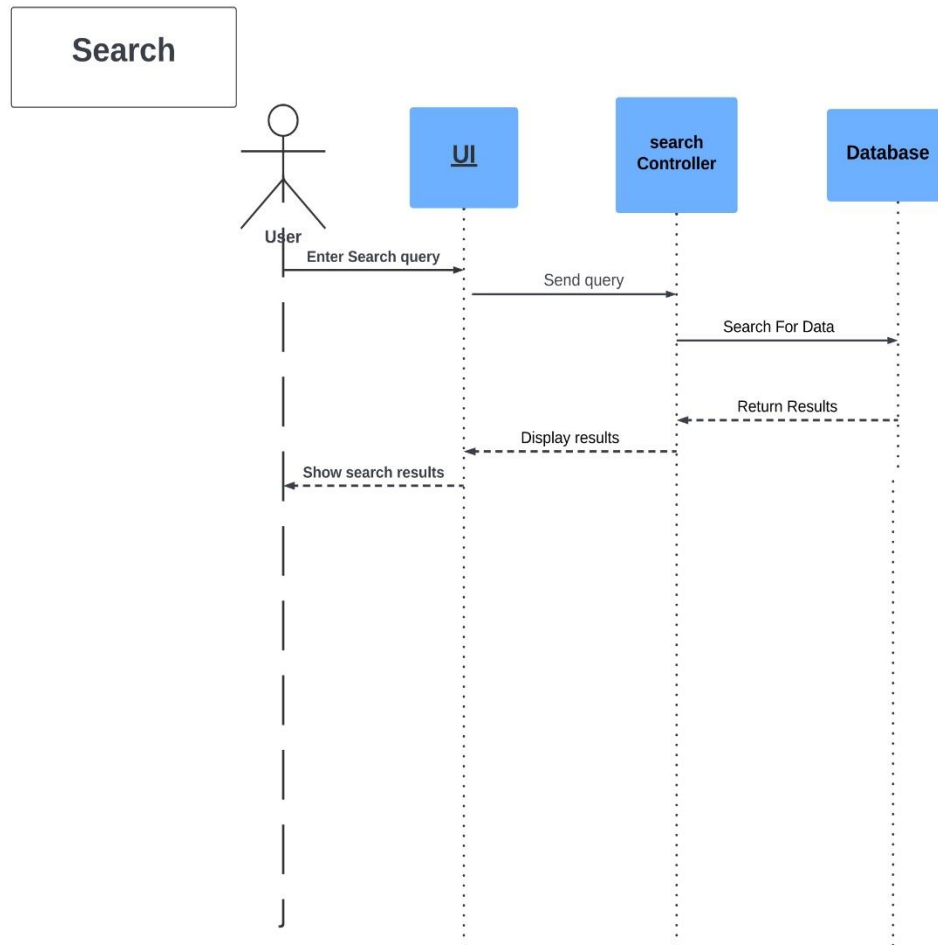 Search
UI
search
Controller
Database
User
Enter Search query
Send query
Search For Data
Return Results
Display results
Show search results